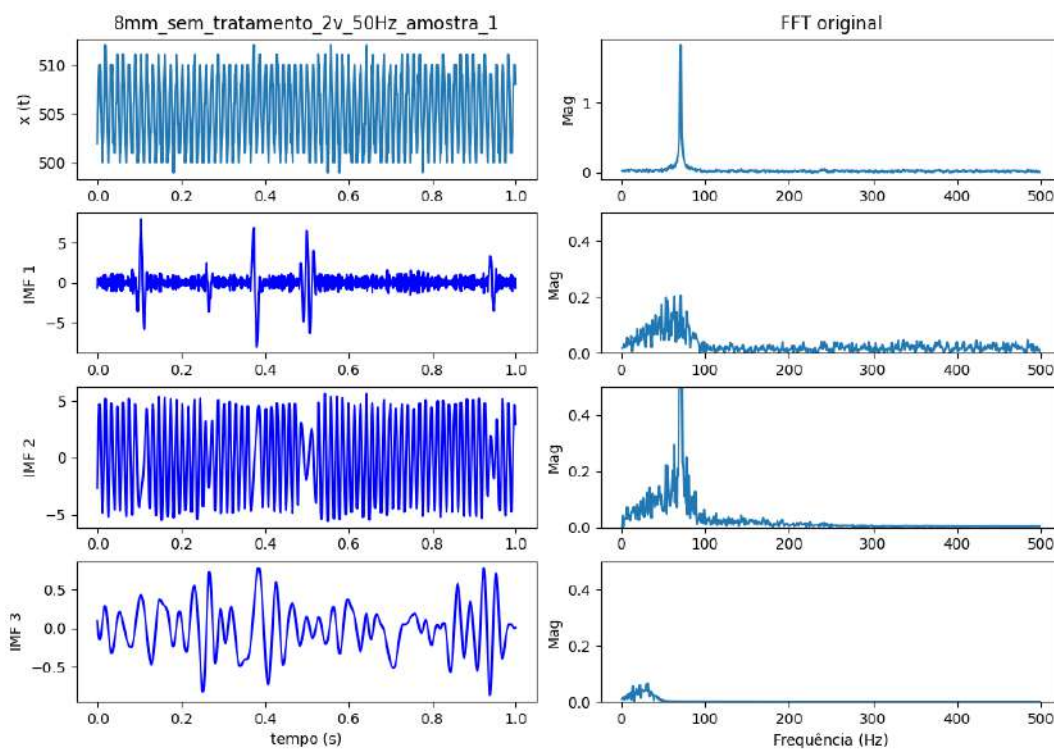 8mm_sem_tratamento_2v_50Hz_amostra_1
FFT original
x (t)
510
505
500
0.0 0.2 0.4 0.6 0.8 1.0
Mag
1
0
0 100 200 300 400 500
IMF 1
5
0
−5
0.0 0.2 0.4 0.6 0.8 1.0
Mag
0.4
0.2
0.0
0 100 200 300 400 500
IMF 2
5
0
−5
0.0 0.2 0.4 0.6 0.8 1.0
Mag
0.4
0.2
0.0
0 100 200 300 400 500
IMF 3
0.5
0.0
−0.5
0.0 0.2 0.4 0.6 0.8 1.0
tempo (s)
Mag
0.4
0.2
0.0
0 100 200 300 400 500
Frequência (Hz)